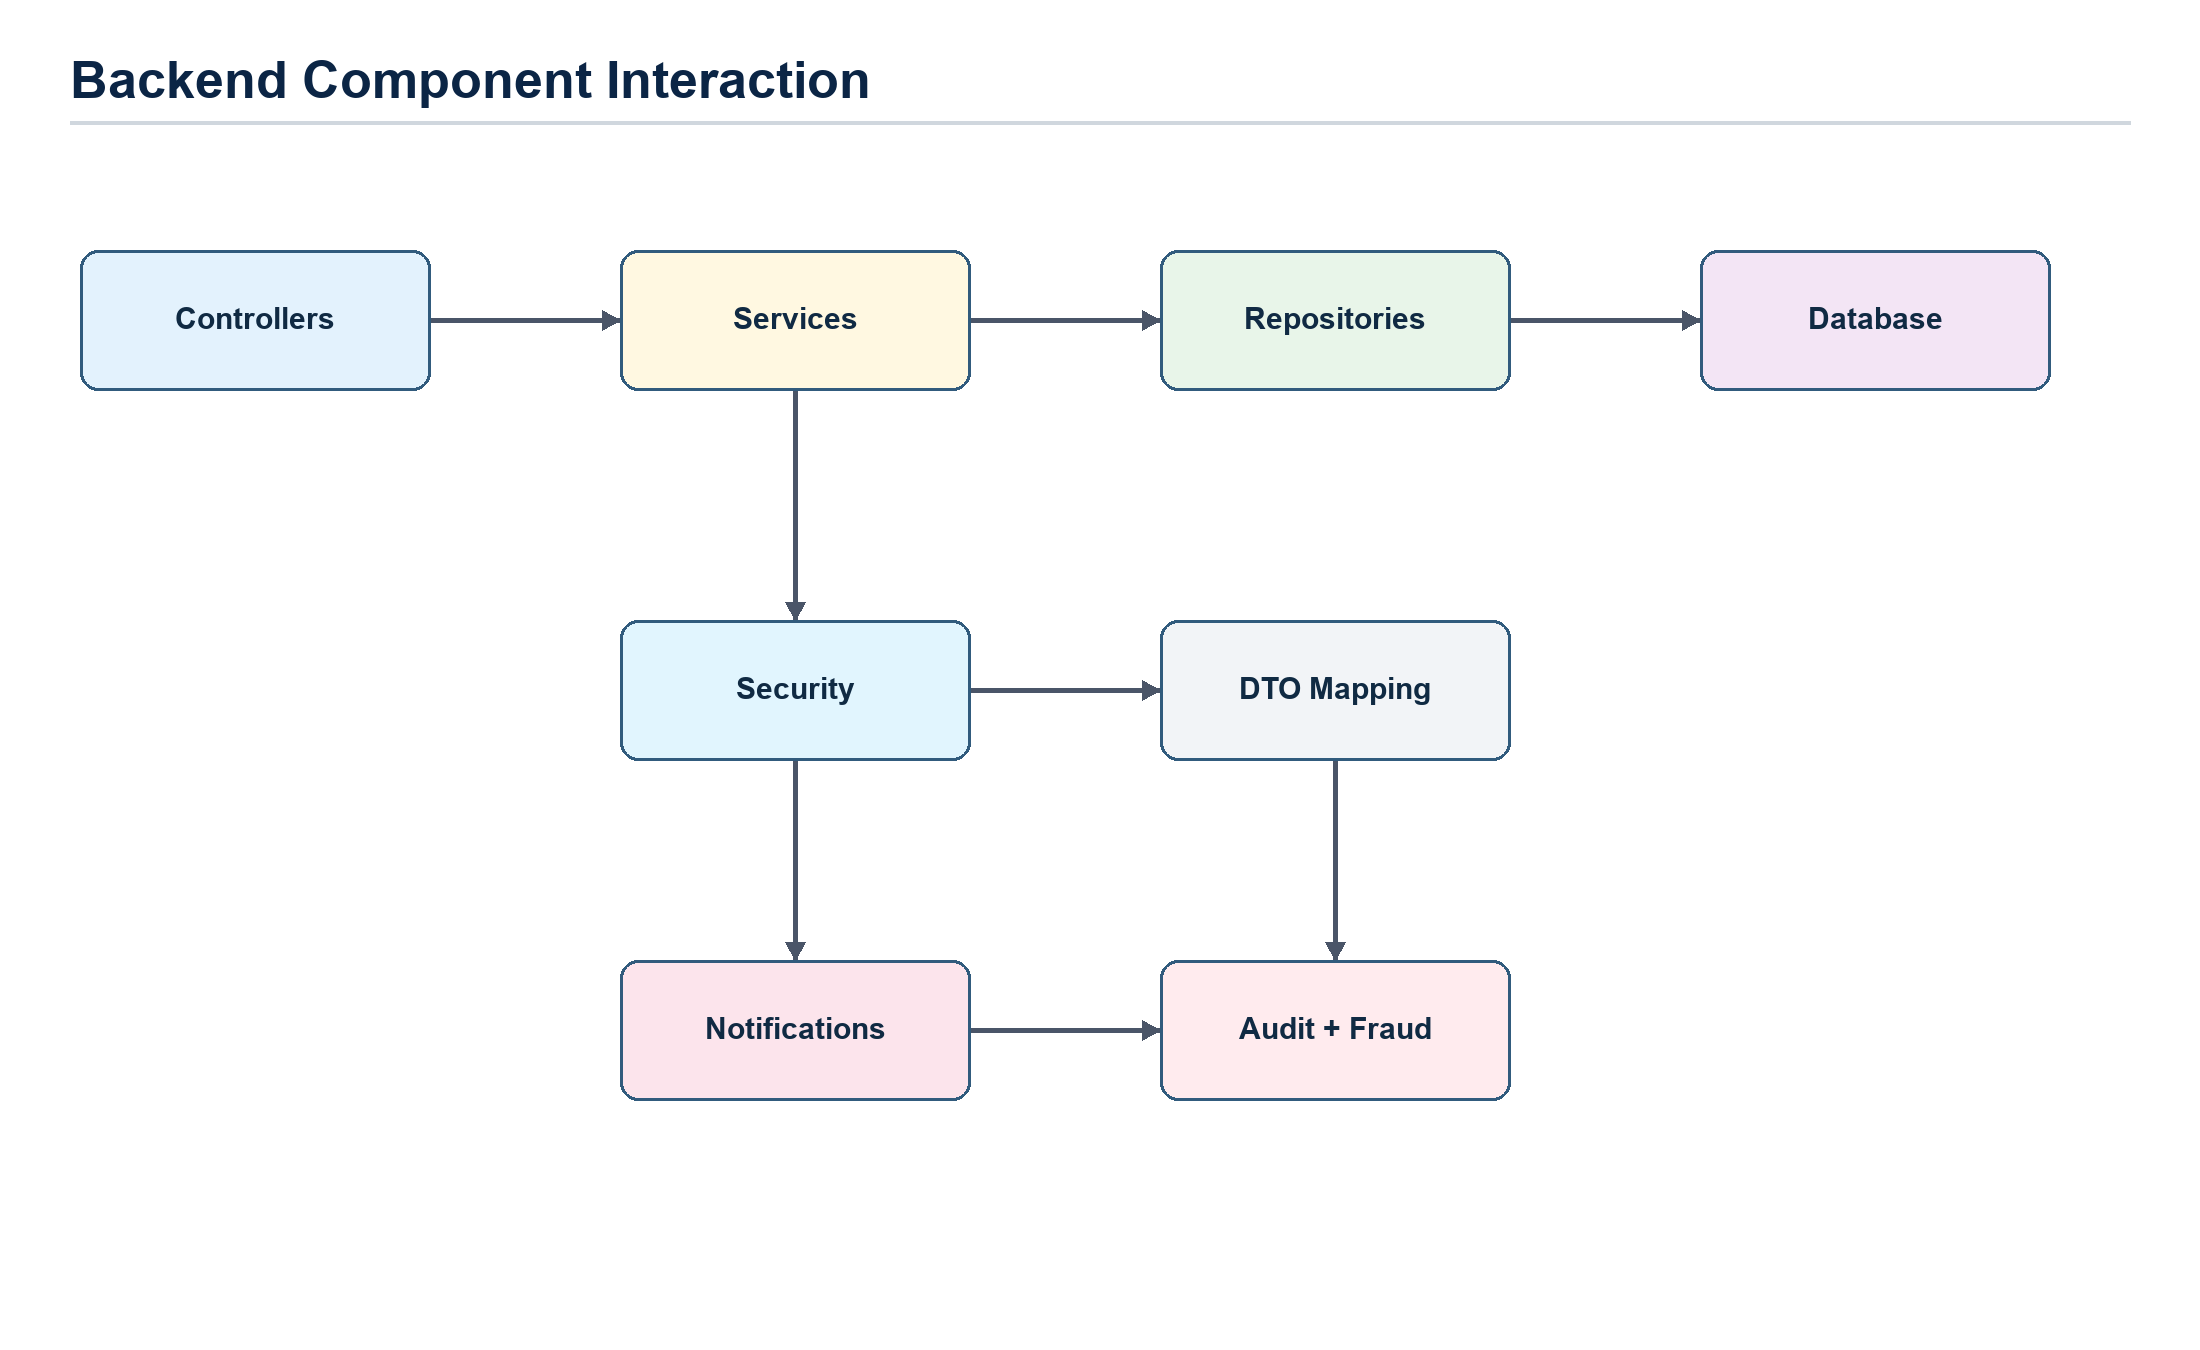 Backend Component Interaction
Controllers
Services
Repositories
Database
Security
DTO Mapping
Notifications
Audit + Fraud